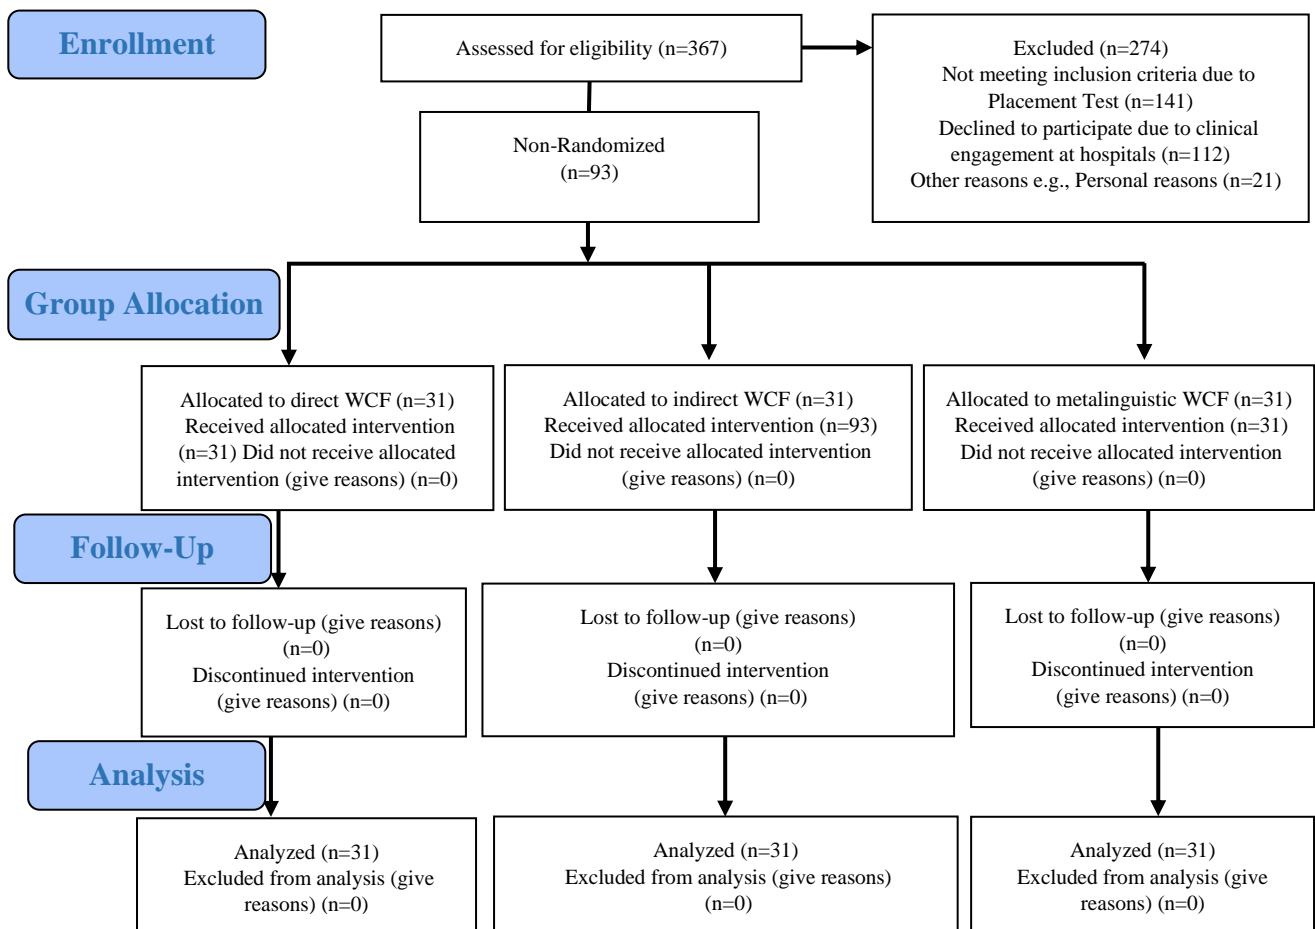 Enrollment
Assessed for eligibility (n=367)
Excluded (n=274)
Not meeting inclusion criteria due to
Placement Test (n=141)
Declined to participate due to clinical
engagement at hospitals (n=112)
Other reasons e.g., Personal reasons (n=21)
Non-Randomized
(n=93)
Group Allocation
Allocated to direct WCF (n=31)
Received allocated intervention
(n=31) Did not receive allocated
intervention (give reasons) (n=0)
Allocated to indirect WCF (n=31)
Received allocated intervention (n=93)
Did not receive allocated intervention
(give reasons) (n=0)
Allocated to metalinguistic WCF (n=31)
Received allocated intervention (n=31)
Did not receive allocated intervention
(give reasons) (n=0)
Follow-Up
Lost to follow-up (give reasons)
(n=0)
Discontinued intervention
(give reasons) (n=0)
Lost to follow-up (give reasons)
(n=0)
Discontinued intervention
(give reasons) (n=0)
Lost to follow-up (give reasons)
(n=0)
Discontinued intervention
(give reasons) (n=0)
Analysis
Analyzed (n=31)
Excluded from analysis (give
reasons) (n=0)
Analyzed (n=31)
Excluded from analysis (give reasons)
(n=0)
Analyzed (n=31)
Excluded from analysis (give
reasons) (n=0)